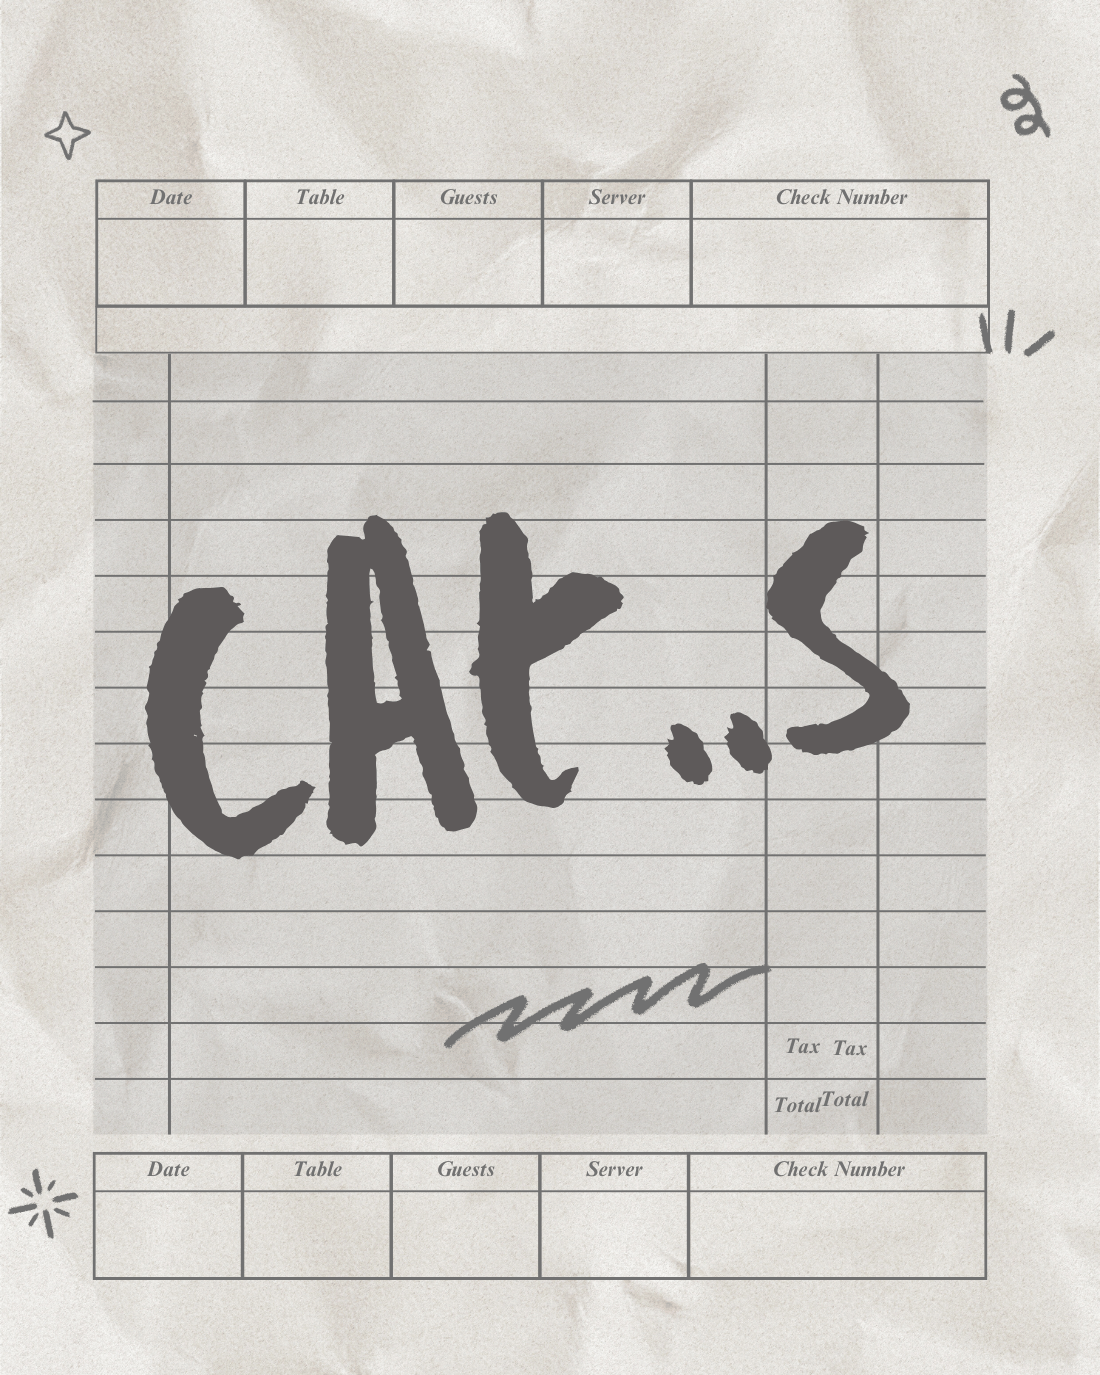 Date Table Guests Server Check Number
CAt..S
Tax Tax
Total Total
Date Table Guests Server Check Number